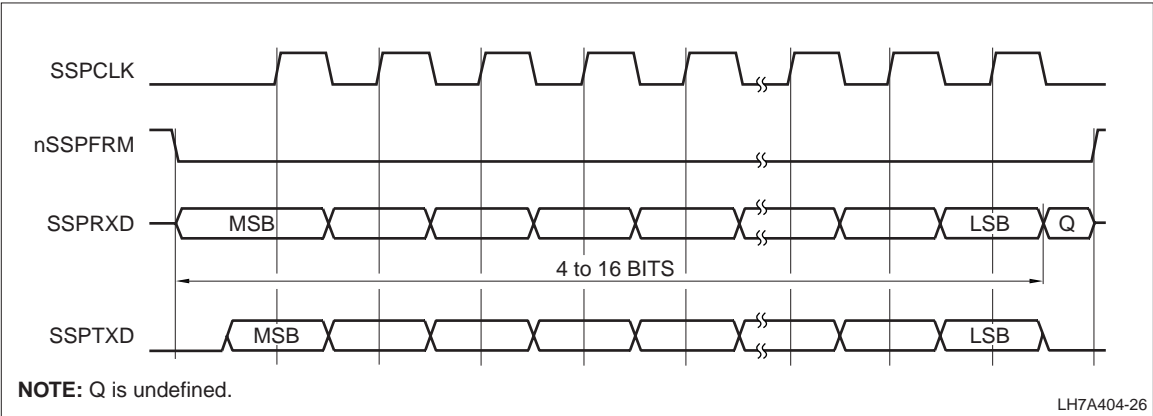 SSPCLK
nSSPFRM
SSPRXD MSB LSB Q
4 to 16 BITS
SSPTXD MSB LSB
NOTE: Q is undefined.
LH7A404-26